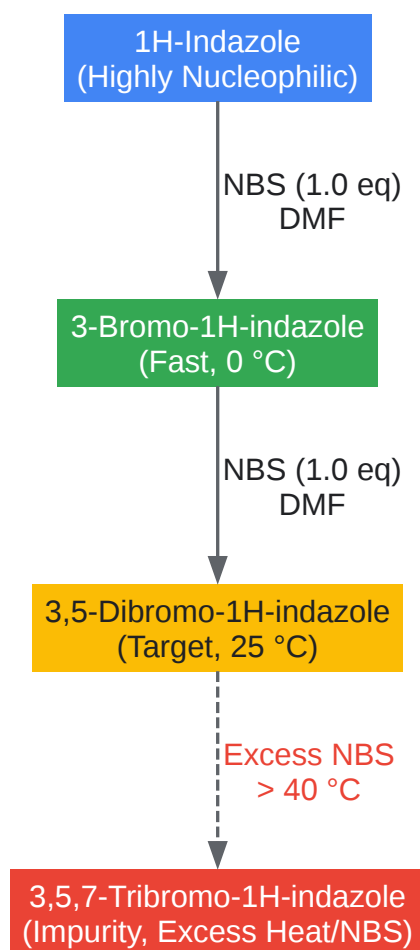 1H-Indazole
(Highly Nucleophilic)
NBS (1.0 eq)
DMF
3-Bromo-1H-indazole
(Fast, 0 °C)
NBS (1.0 eq)
DMF
3,5-Dibromo-1H-indazole
(Target, 25 °C)
Excess NBS
> 40 °C
3,5,7-Tribromo-1H-indazole
(Impurity, Excess Heat/NBS)